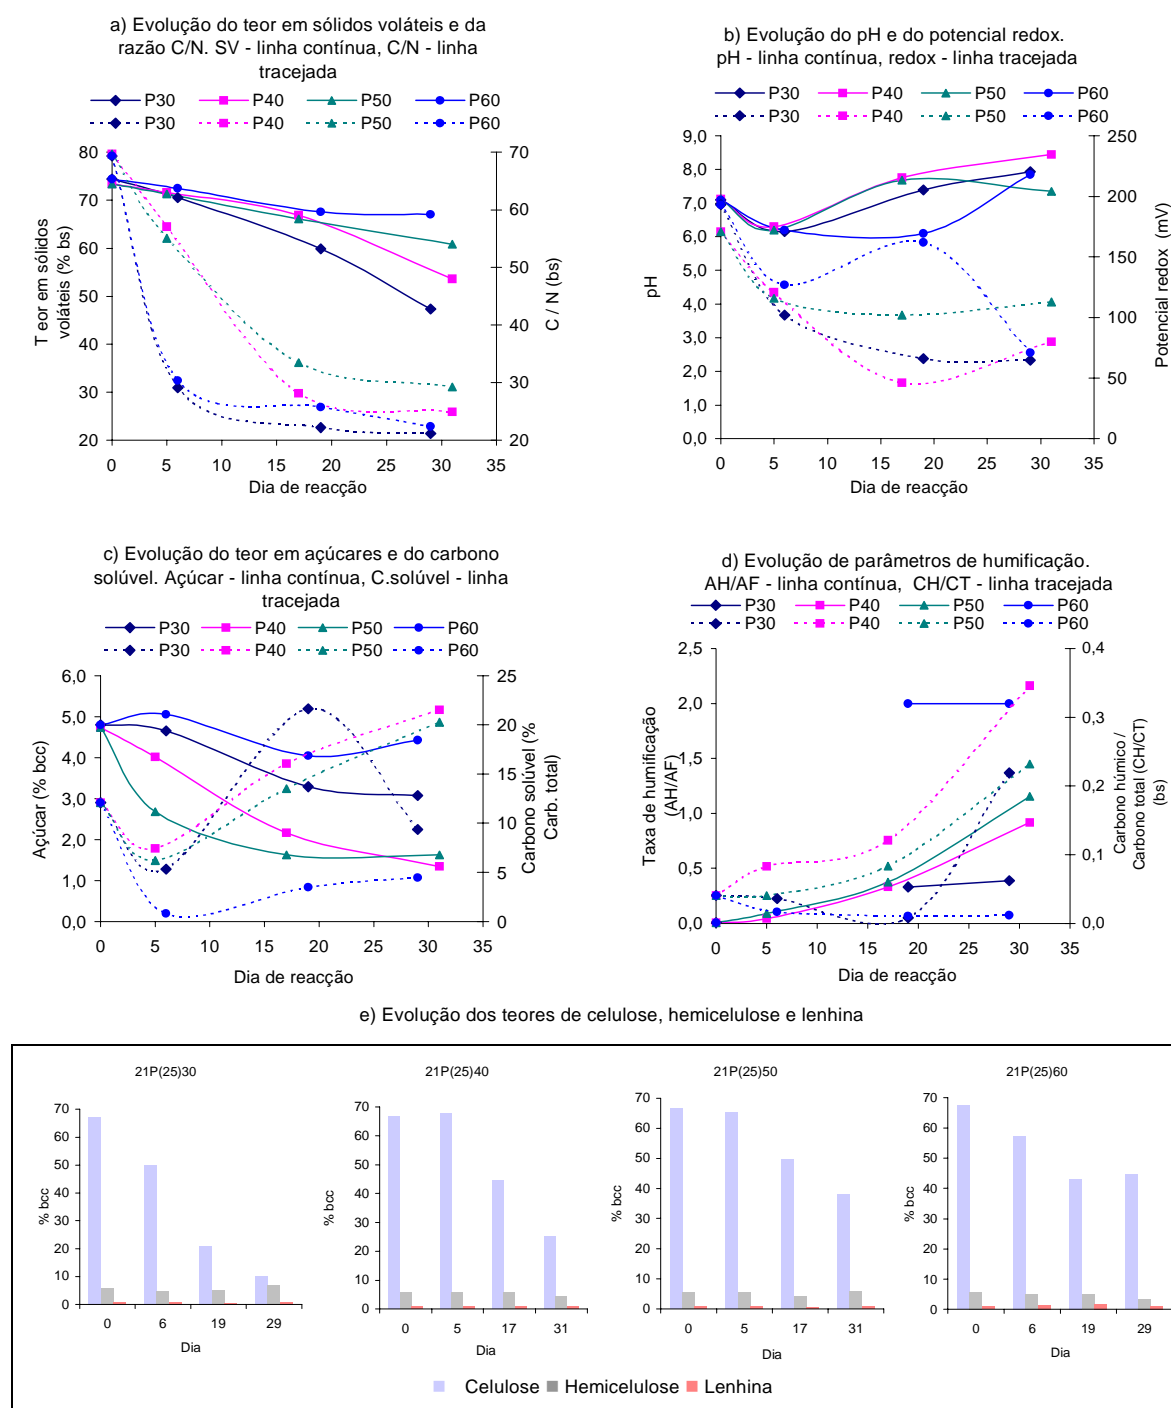 a) Evolução do teor em sólidos voláteis e da
razão C/N. SV - linha contínua, C/N - linha
tracejada
P30 P40 P50 P60
P30 P40 P50 P60
80
70
60
50
40
30
20
70
60
50
40
30
20
0 5 10 15 20 25 30 35
Teor em sólidos
voláteis (% bs)
C / N (bs)
Dia de reacção
b) Evolução do pH e do potencial redox.
pH - linha contínua, redox - linha tracejada
P30 P40 P50 P60
P30 P40 P50 P60
9,0
8,0
7,0
6,0
5,0
4,0
3,0
2,0
1,0
0,0
250
200
150
100
50
0
0 5 10 15 20 25 30 35
pH
Potencial redox (mV)
Dia de reacção
c) Evolução do teor em açúcares e do carbono
solúvel. Açúcar - linha contínua, C.solúvel - linha
tracejada
P30 P40 P50 P60
P30 P40 P50 P60
6,0
5,0
4,0
3,0
2,0
1,0
0,0
25
20
15
10
5
0
0 5 10 15 20 25 30 35
Açúcar (% bcc)
Carbono solúvel (%
Carb. total)
Dia de reacção
d) Evolução de parâmetros de humificação.
AH/AF - linha contínua, CH/CT - linha tracejada
P30 P40 P50 P60
P30 P40 P50 P60
2,5
2,0
1,5
1,0
0,5
0,0
0,4
0,3
0,2
0,1
0,0
0 5 10 15 20 25 30 35
Taxa de humificação
(AH/AF)
Carbono húmico /
Carbono total (CH/CT)
(bs)
Dia de reacção
e) Evolução dos teores de celulose, hemicelulose e lenhina
21P(25)30
70
60
50
40
30
20
10
0
% bcc
0 6 19 29
Dia
21P(25)40
70
60
50
40
30
20
10
0
% bcc
0 5 17 31
Dia
21P(25)50
70
60
50
40
30
20
10
0
% bcc
0 5 17 31
Dia
21P(25)60
70
60
50
40
30
20
10
0
% bcc
0 6 19 29
Dia
Celulose Hemicelulose Lenhina